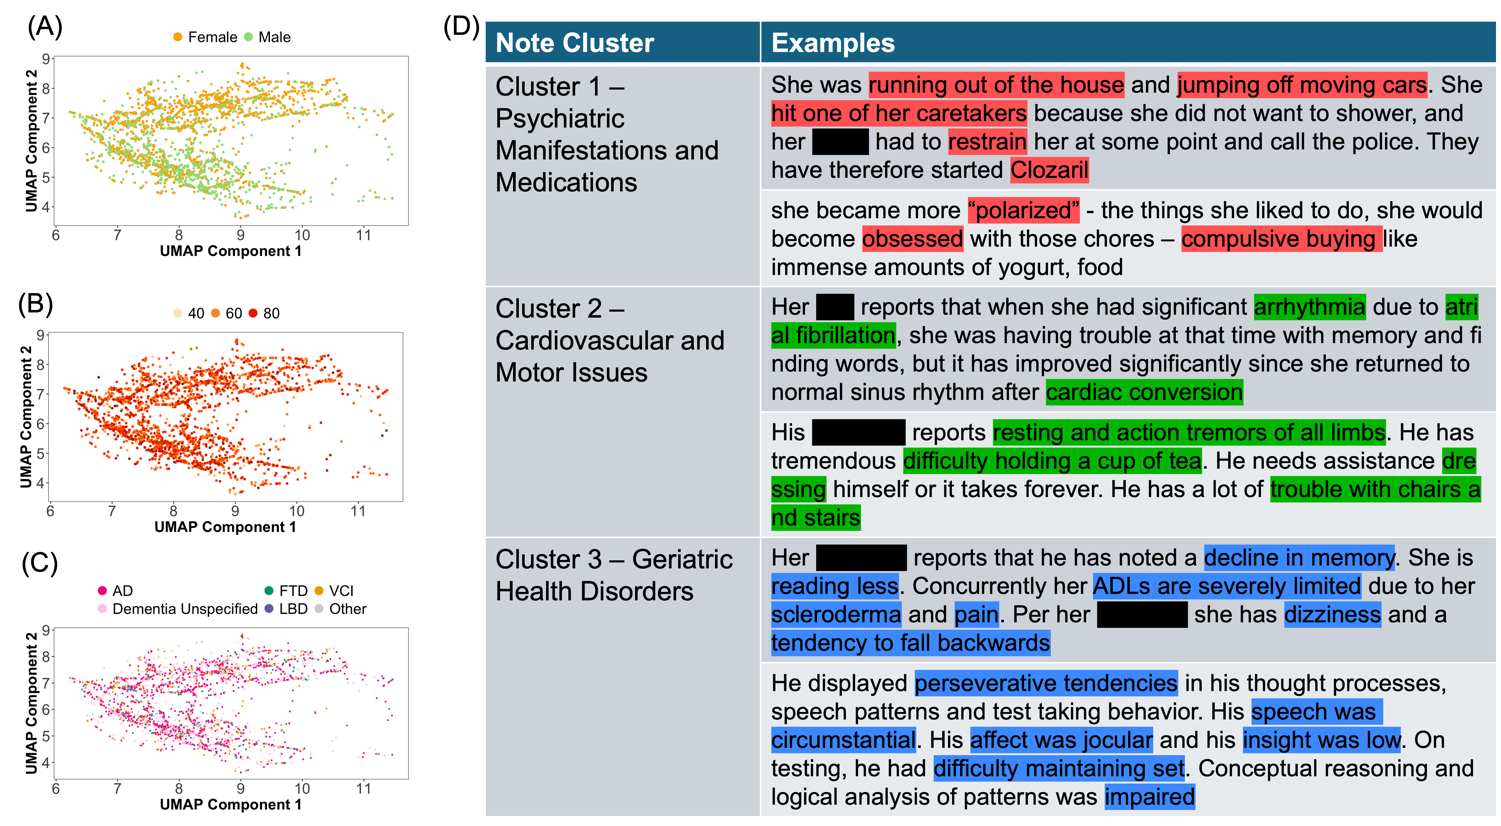 (A)
Female Male
9
8
7
6
5
4
6 7 8 9 10 11
UMAP Component 1
UMAP Component 2
(B)
40 60 80
9
8
7
6
5
4
6 7 8 9 10 11
UMAP Component 1
UMAP Component 2
(C)
AD FTD VCI
Dementia Unspecified LBD Other
9
8
7
6
5
4
6 7 8 9 10 11
UMAP Component 1
UMAP Component 2
(D)
Note Cluster Examples
Cluster 1 –
Psychiatric
Manifestations and
Medications
She was running out of the house and jumping off moving cars. She
hit one of her caretakers because she did not want to shower, and
her had to restrain her at some point and call the police. They
have therefore started Clozaril
she became more “polarized” - the things she liked to do, she would
become obsessed with those chores – compulsive buying like
immense amounts of yogurt, food
Cluster 2 –
Cardiovascular and
Motor Issues
Her reports that when she had significant arrhythmia due to atri
al fibrillation, she was having trouble at that time with memory and fi
nding words, but it has improved significantly since she returned to
normal sinus rhythm after cardiac conversion
His reports resting and action tremors of all limbs. He has
tremendous difficulty holding a cup of tea. He needs assistance dre
ssing himself or it takes forever. He has a lot of trouble with chairs a
nd stairs
Cluster 3 – Geriatric
Health Disorders
Her reports that he has noted a decline in memory. She is
reading less. Concurrently her ADLs are severely limited due to her
scleroderma and pain. Per her she has dizziness and a
tendency to fall backwards
He displayed perseverative tendencies in his thought processes,
speech patterns and test taking behavior. His speech was
circumstantial. His affect was jocular and his insight was low. On
testing, he had difficulty maintaining set. Conceptual reasoning and
logical analysis of patterns was impaired